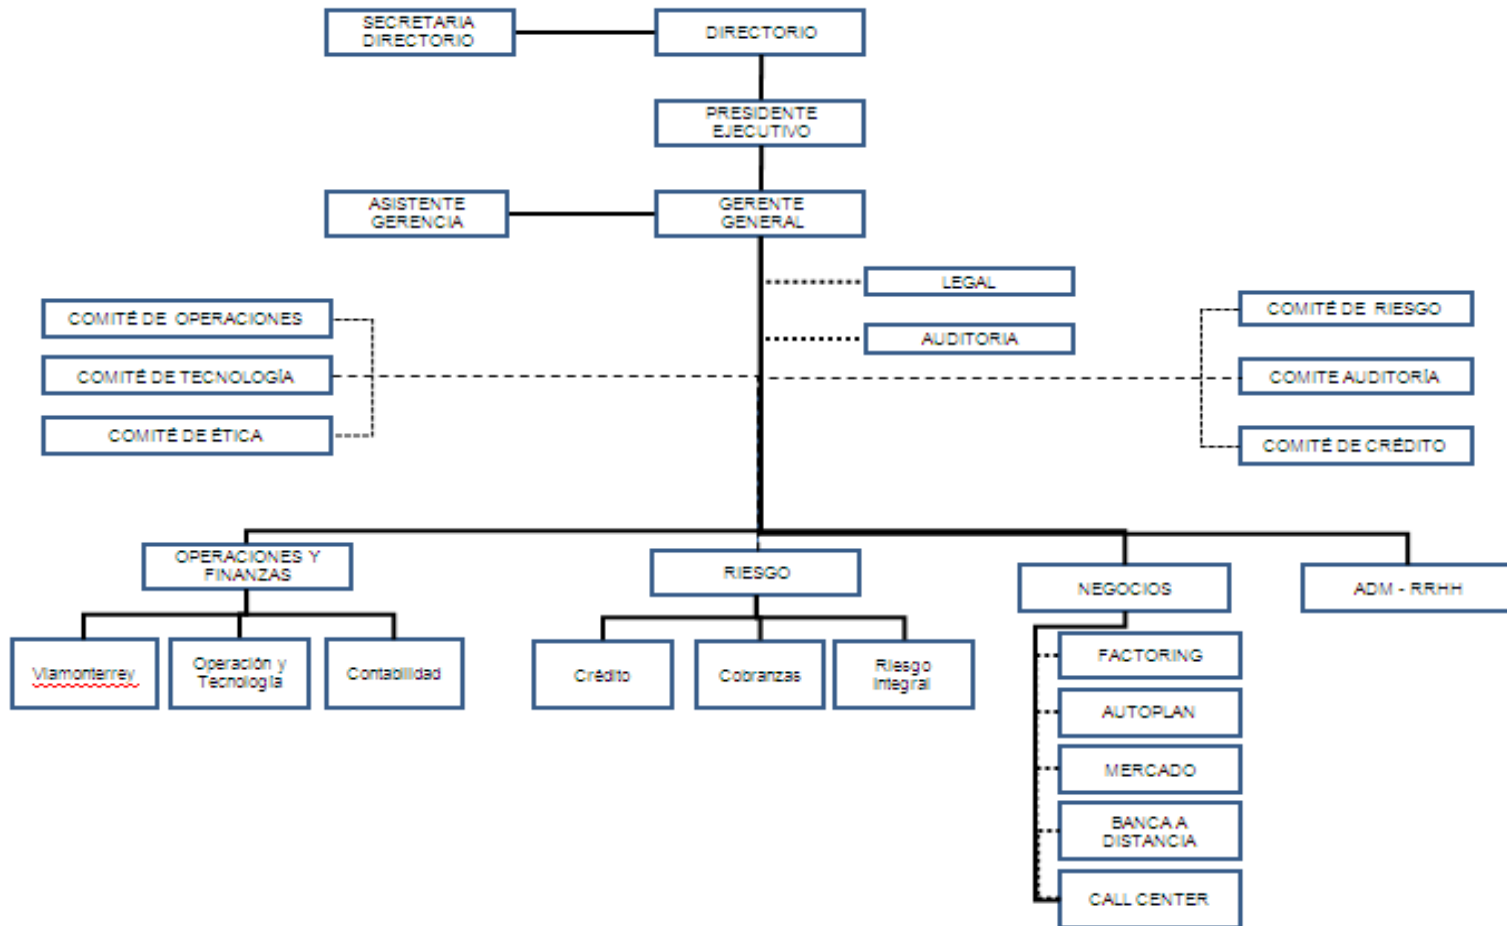 SECRETARIA
DIRECTORIO
DIRECTORIO
PRESIDENTE
EJECUTIVO
ASISTENTE
GERENCIA
GERENTE
GENERAL
LEGAL
AUDITORIA
COMITÉ DE OPERACIONES
COMITÉ DE TECNOLOGÍA
COMITÉ DE ÉTICA
COMITÉ DE RIESGO
COMITE AUDITORÍA
COMITÉ DE CRÉDITO
OPERACIONES Y
FINANZAS
RIESGO
NEGOCIOS
ADM - RRHH
Viamonterrey
Operación y
Tecnología
Contabilidad
Crédito
Cobranzas
Riesgo
Integral
FACTORING
AUTOPLAN
MERCADO
BANCA A
DISTANCIA
CALL CENTER